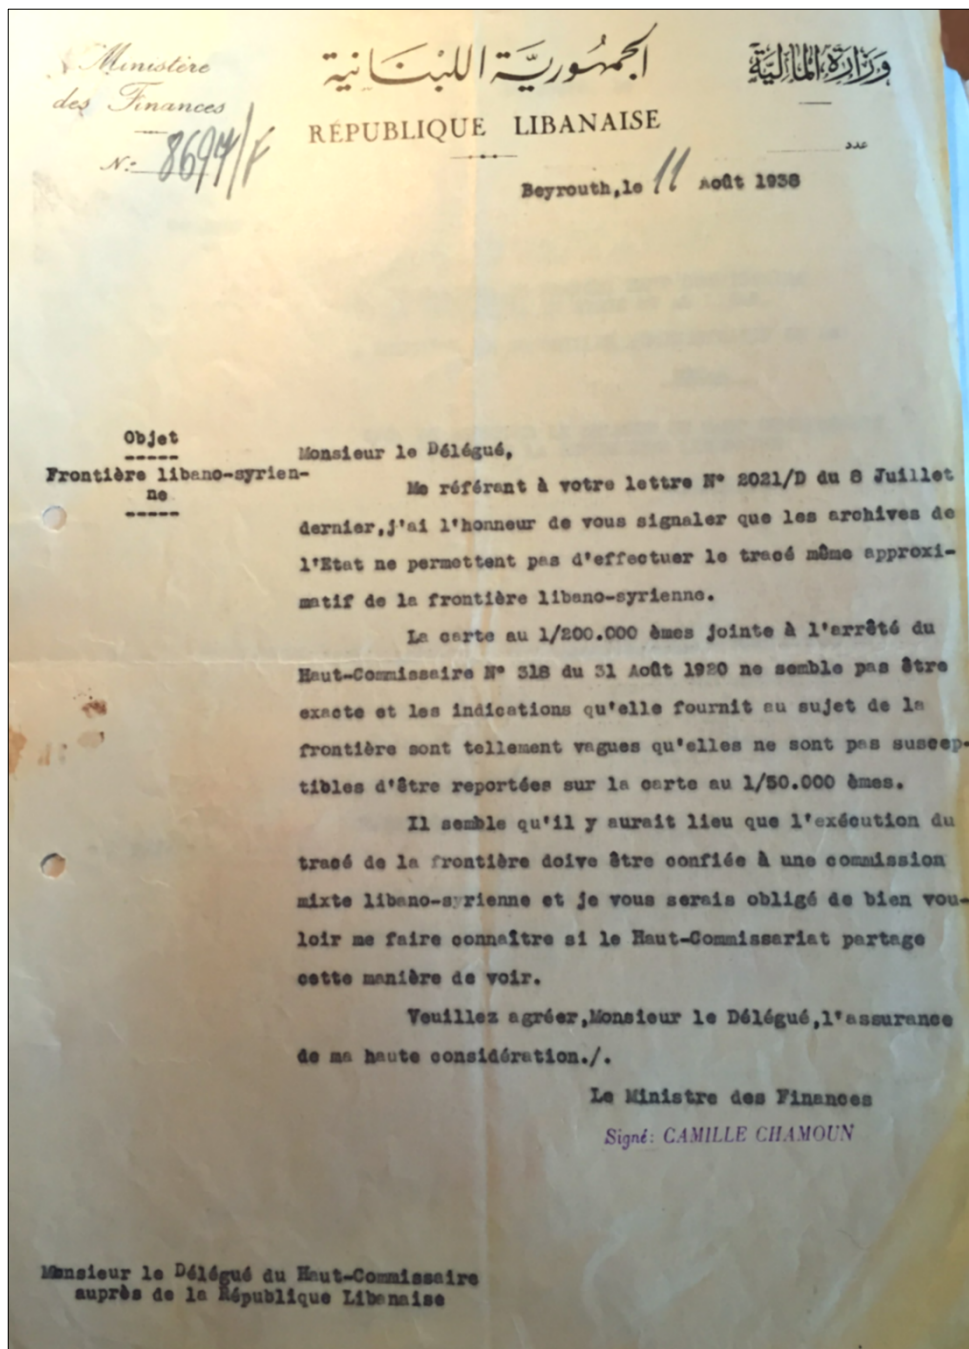 Ministère
des Finances
الجمهوريّة اللبنانية
RÉPUBLIQUE LIBANAISE
وزارة المالية
عدد
N:
Beyrouth,le 11 Août 1938
Objet
Frontière libano-syrien-
ne
Monsieur le Délégué,
Me référant à votre lettre N° 2021/D du 8 Juillet
dernier,j'ai l'honneur de vous signaler que les archives de
l'Etat ne permettent pas d'effectuer le tracé même approxi-
matif de la frontière libano-syrienne.
La carte au 1/200.000 èmes jointe à l'arrêté du
Haut-Commissaire N° 318 du 31 Août 1920 ne semble pas être
exacte et les indications qu'elle fournit au sujet de la
frontière sont tellement vagues qu'elles ne sont pas suscep-
tibles d'être reportées sur la carte au 1/50.000 èmes.
Il semble qu'il y aurait lieu que l'exécution du
tracé de la frontière doive être confiée à une commission
mixte libano-syrienne et je vous serais obligé de bien vou-
loir me faire connaître si le Haut-Commissariat partage
cette manière de voir.
Veuillez agréer,Monsieur le Délégué,l'assurance
de ma haute considération./.
Le Ministre des Finances
Signé: CAMILLE CHAMOUN
Monsieur le Délégué du Haut-Commissaire
auprès de la République Libanaise